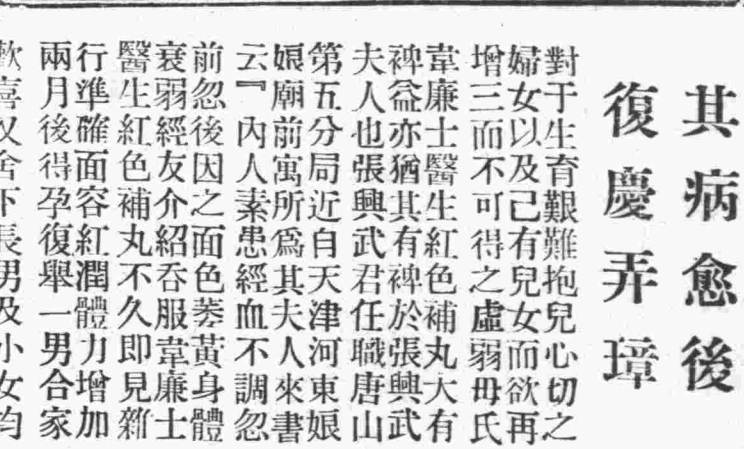 其病愈後
復慶弄璋
對于生育艱難抱兒心切之
婦女以及己有兒女而欲再
增三而不可得之虛弱毋氏
韋廉士醫生紅色補丸大有
裨益亦猶其有裨於張興武
夫人也張興武君任職唐山
第五分局近自天津河東娘
娘廟前寓所爲其夫人來書
云『內人素患經血不調忽
前忽後因之面色萎黃身體
衰弱經友介紹吞服韋廉士
醫生紅色補丸不久即見
行準確面容紅潤體力增加
兩月後得孕復舉一男合家
歡喜又舍下長男及小女均